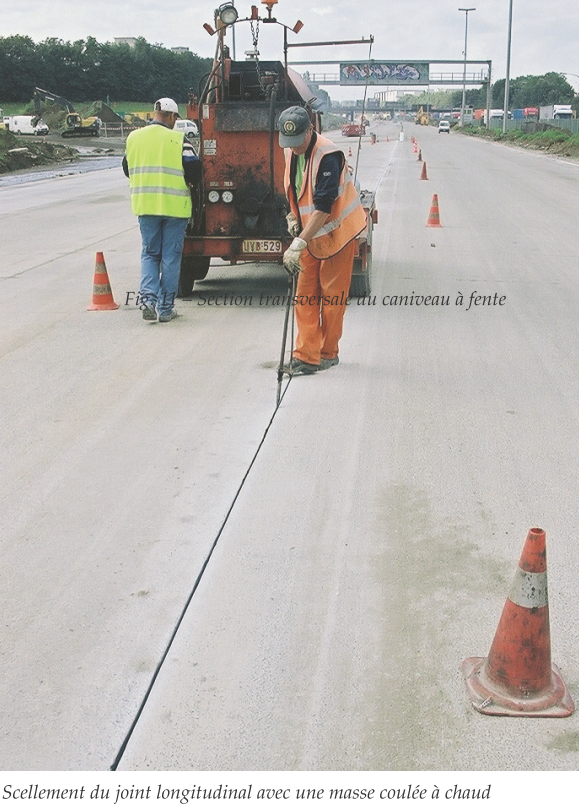 UVB·529
Fig. 11 – Section transversale du caniveau à fente
Scellement du joint longitudinal avec une masse coulée à chaud